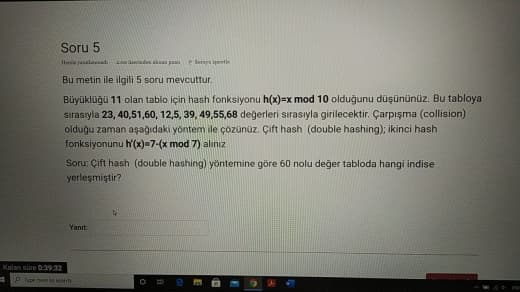 Soru 5
Henüz yanıtlanmadı üzerinden alınan puan Soruyu işaretle
Bu metin ile ilgili 5 soru mevcuttur.
Büyüklüğü 11 olan tablo için hash fonksiyonu h(x)=x mod 10 olduğunu düşününüz. Bu tabloya
sırasıyla 23, 40,51,60, 12,5, 39, 49,55,68 değerleri sırasıyla girilecektir. Çarpışma (collision)
olduğu zaman aşağıdaki yöntem ile çözünüz. Çift hash (double hashing); ikinci hash
fonksiyonunu h'(x)=7-(x mod 7) alınız
Soru: Çift hash (double hashing) yöntemine göre 60 nolu değer tabloda hangi indise
yerleşmiştir?
Yanıt:
Kalan süre 0:39:32
Type here to search